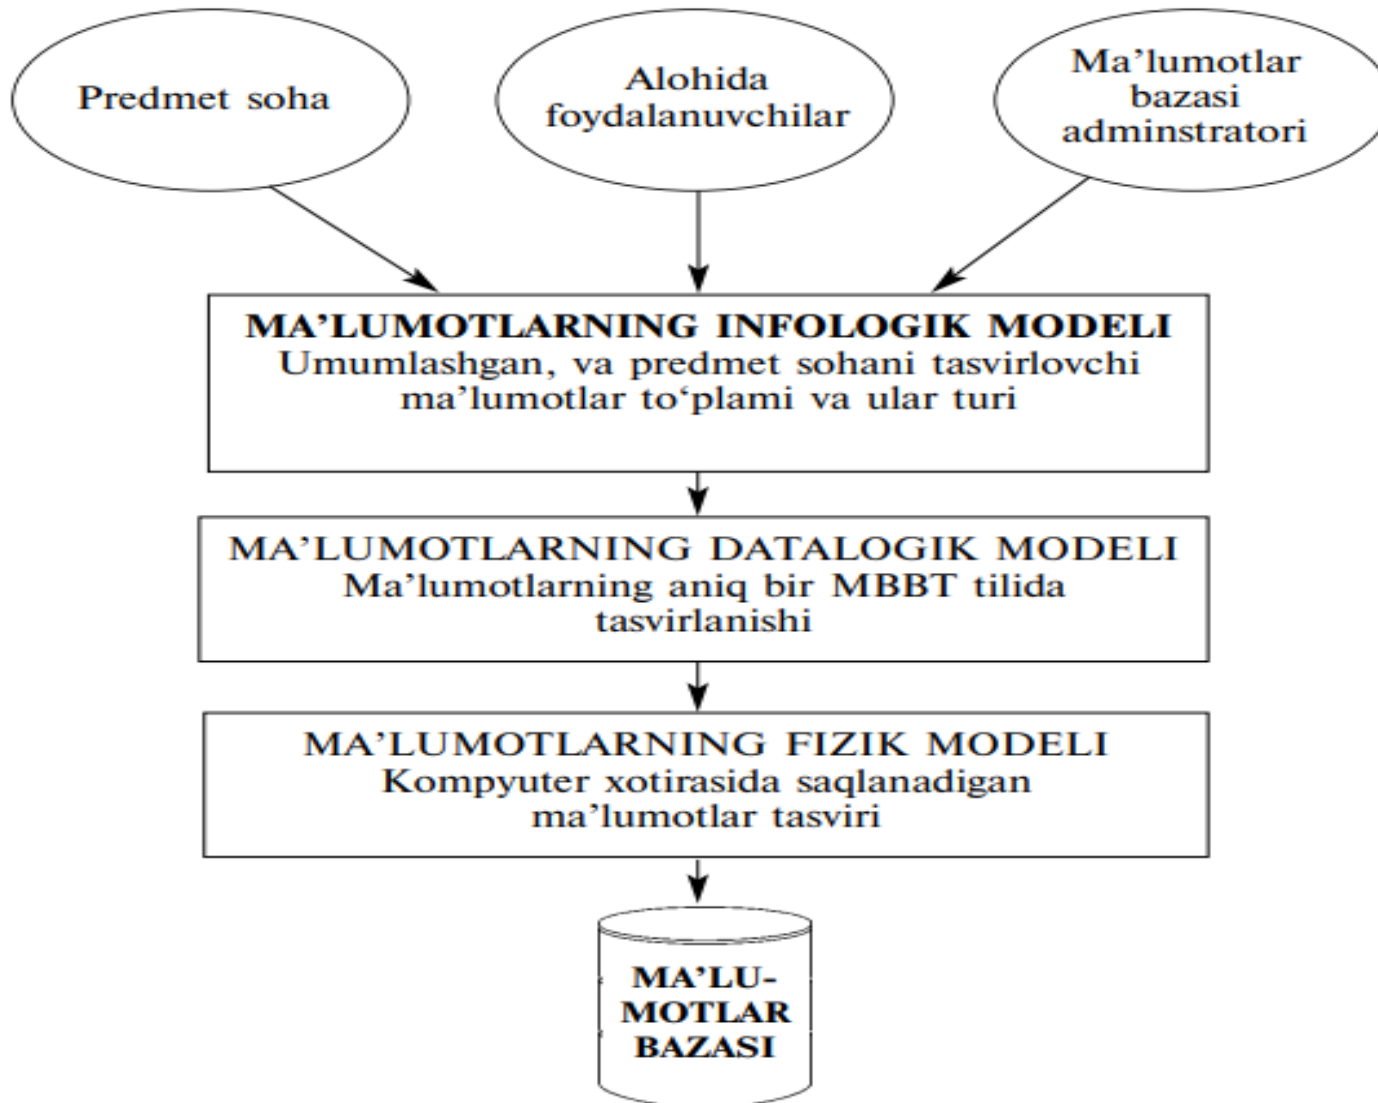 Predmet soha
Alohida
foydalanuvchilar
Ma’lumotlar
bazasi
adminstratori
MA’LUMOTLARNING INFOLOGIK MODELI
Umumlashgan, va predmet sohani tasvirlovchi
ma’lumotlar to‘plami va ular turi
MA’LUMOTLARNING DATALOGIK MODELI
Ma’lumotlarning aniq bir MBBT tilida
tasvirlanishi
MA’LUMOTLARNING FIZIK MODELI
Kompyuter xotirasida saqlanadigan
ma’lumotlar tasviri
MA’LU-
MOTLAR
BAZASI